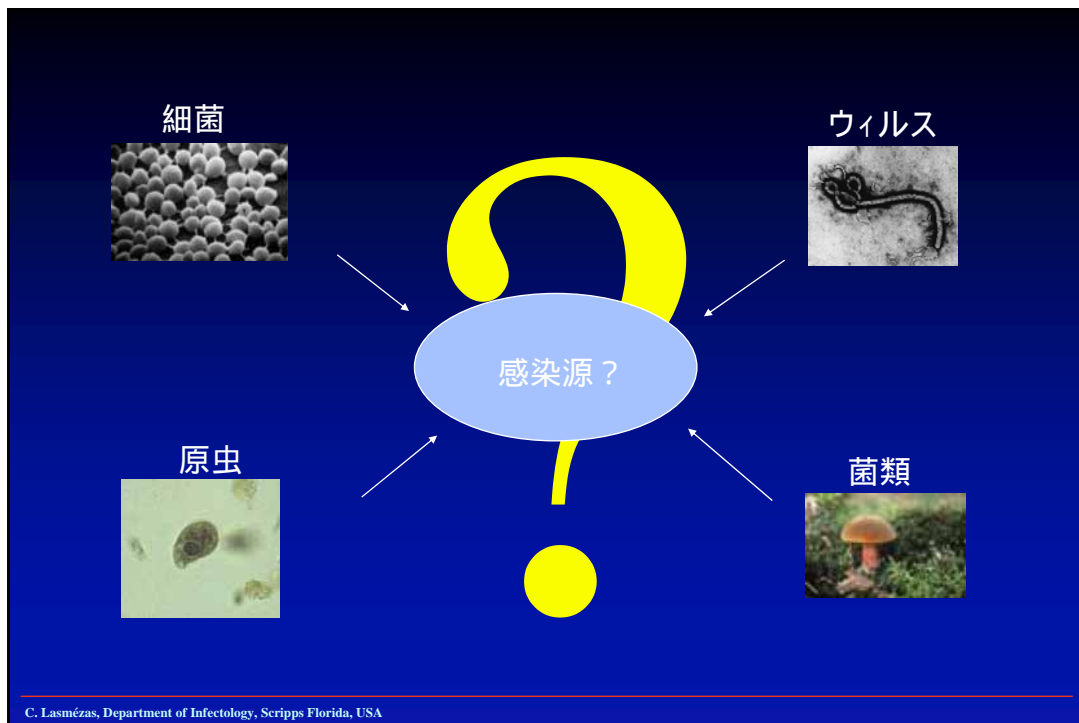 細菌
ウィルス
感染源？
原虫
菌類
C. Lasmézas, Department of Infectology, Scripps Florida, USA